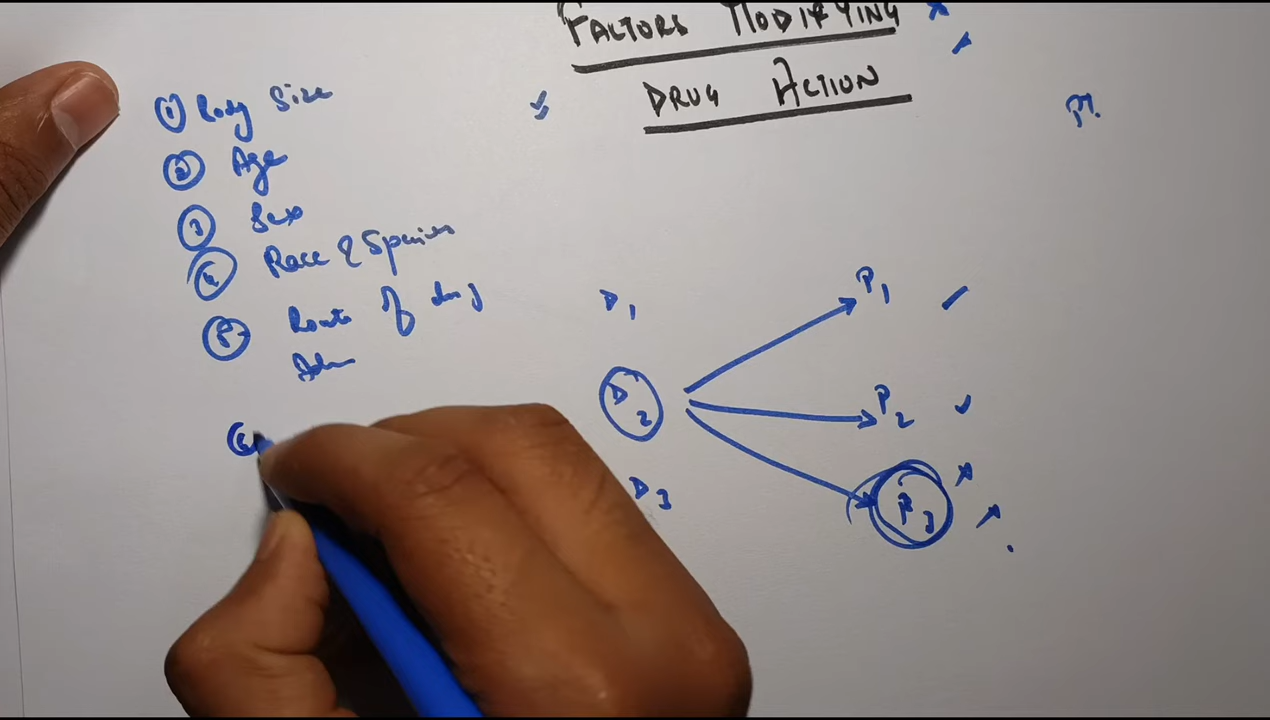 FACTORS MODIFYING
DRUG ACTION
① Body Size
② Age
③ Sex
④ Race & Species
⑤ Route of drug
Adm
⑥
D1
D2
D3
P1
P2
P3